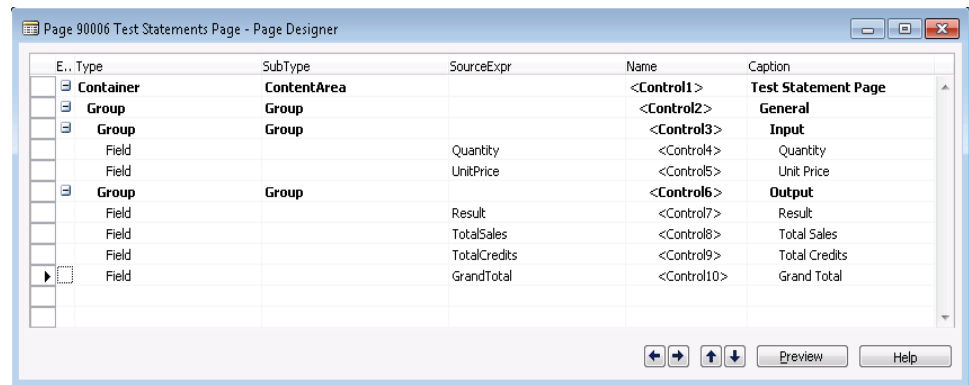 Page 90006 Test Statements Page - Page Designer
E.. Type SubType SourceExpr Name Caption
Container ContentArea <Control1> Test Statement Page
Group Group <Control2> General
Group Group <Control3> Input
Field Quantity <Control4> Quantity
Field UnitPrice <Control5> Unit Price
Group Group <Control6> Output
Field Result <Control7> Result
Field TotalSales <Control8> Total Sales
Field TotalCredits <Control9> Total Credits
Field GrandTotal <Control10> Grand Total
Preview Help